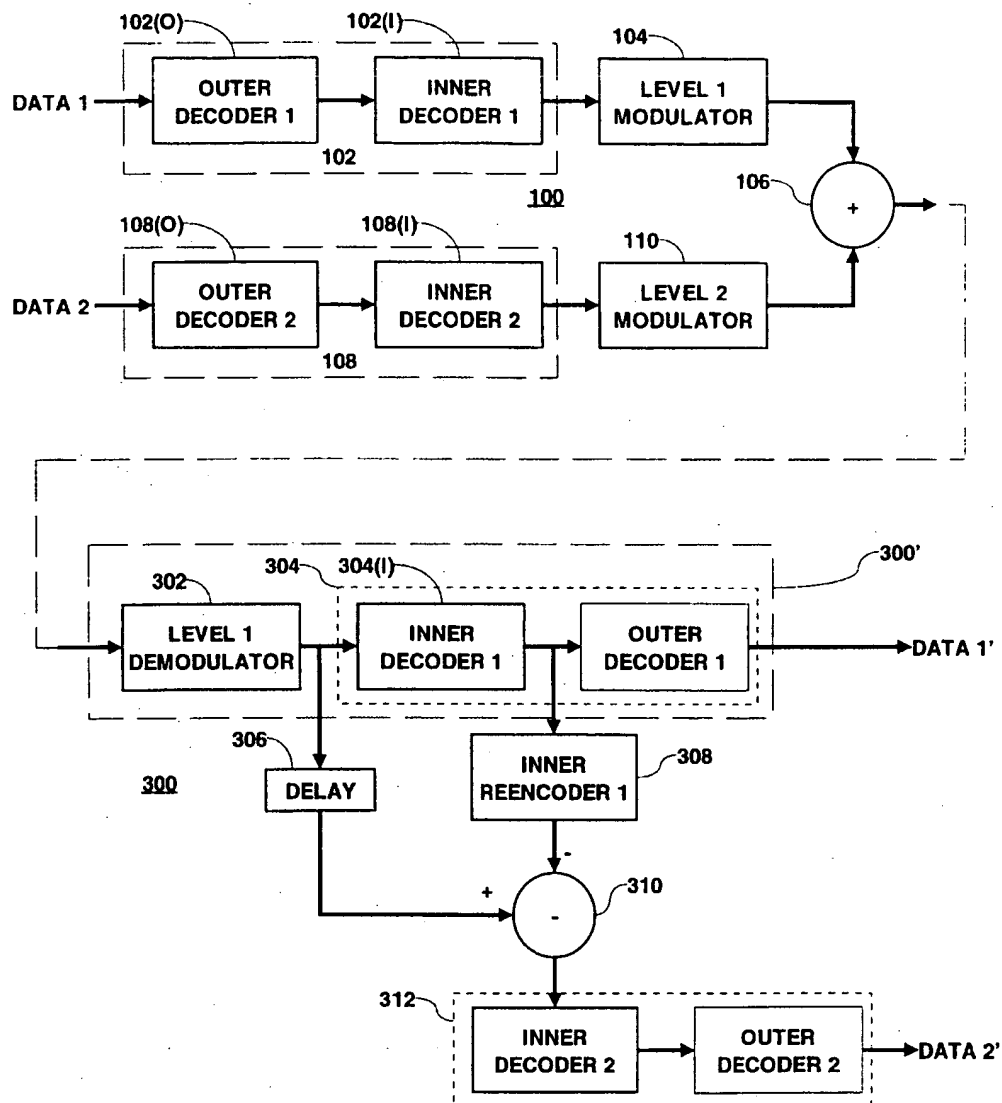 102(O)
102(I)
104
DATA 1
OUTER
DECODER 1
INNER
DECODER 1
LEVEL 1
MODULATOR
102
100
106
+
108(O)
108(I)
110
DATA 2
OUTER
DECODER 2
INNER
DECODER 2
LEVEL 2
MODULATOR
108
300'
302
304
304(I)
LEVEL 1
DEMODULATOR
INNER
DECODER 1
OUTER
DECODER 1
DATA 1'
306
300
DELAY
INNER
REENCODER 1
308
-
+
-
310
312
INNER
DECODER 2
OUTER
DECODER 2
DATA 2'